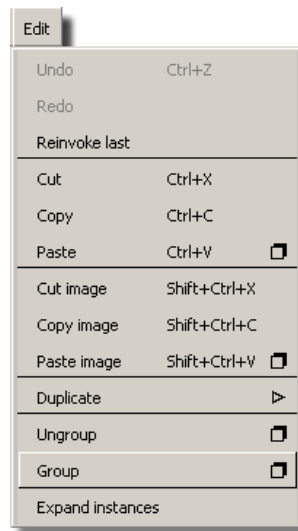 Edit
Undo Ctrl+Z
Redo
Reinvoke last
Cut Ctrl+X
Copy Ctrl+C
Paste Ctrl+V
Cut image Shift+Ctrl+X
Copy image Shift+Ctrl+C
Paste image Shift+Ctrl+V
Duplicate
Ungroup
Group
Expand instances